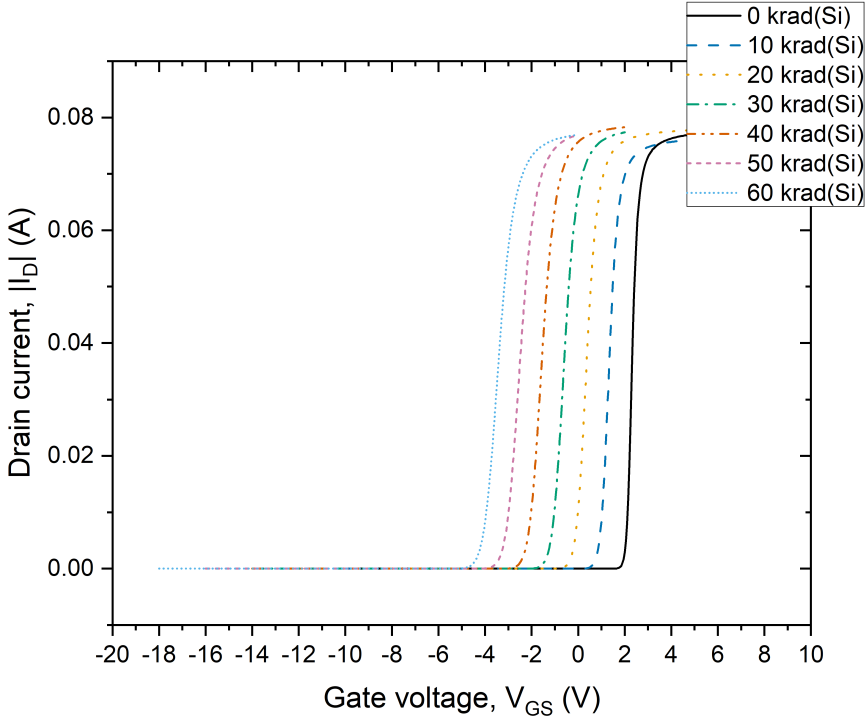 0 krad(Si)
10 krad(Si)
20 krad(Si)
30 krad(Si)
40 krad(Si)
50 krad(Si)
60 krad(Si)
0.08
0.06
0.04
0.02
0.00
Drain current, |I_D| (A)
-20 -18 -16 -14 -12 -10 -8 -6 -4 -2 0 2 4 6 8 10
Gate voltage, V_GS (V)